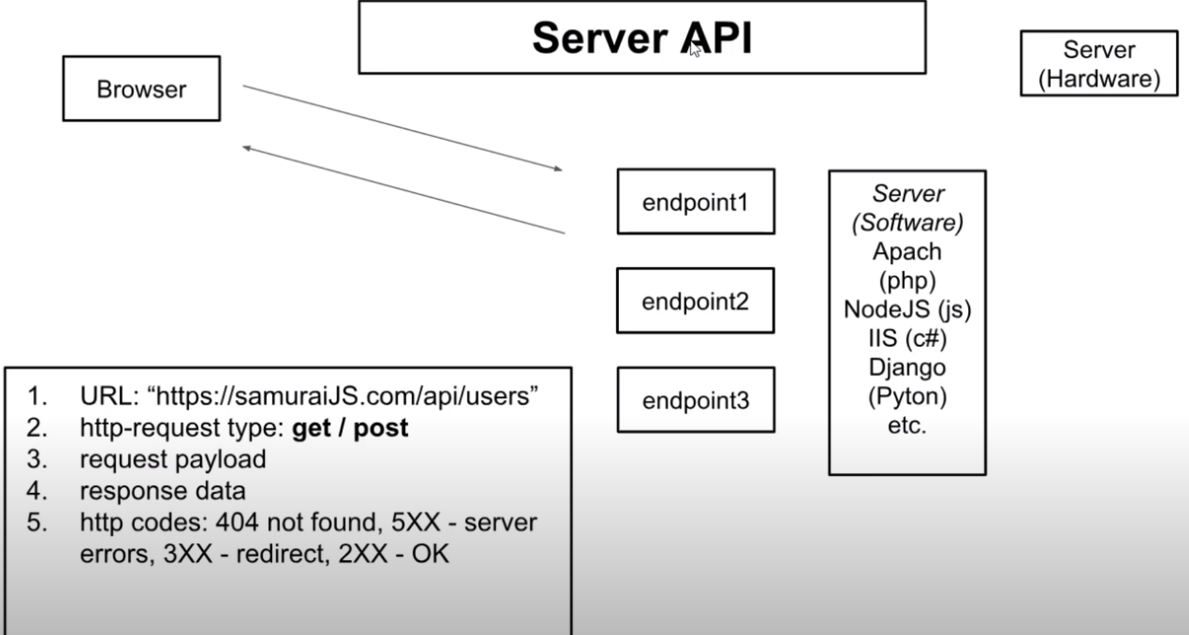 Server API
Server
(Hardware)
Browser
endpoint1
endpoint2
endpoint3
Server
(Software)
Apach
(php)
NodeJS (js)
IIS (c#)
Django
(Pyton)
etc.
1. URL: “https://samuraiJS.com/api/users”
2. http-request type: get / post
3. request payload
4. response data
5. http codes: 404 not found, 5XX - server
errors, 3XX - redirect, 2XX - OK